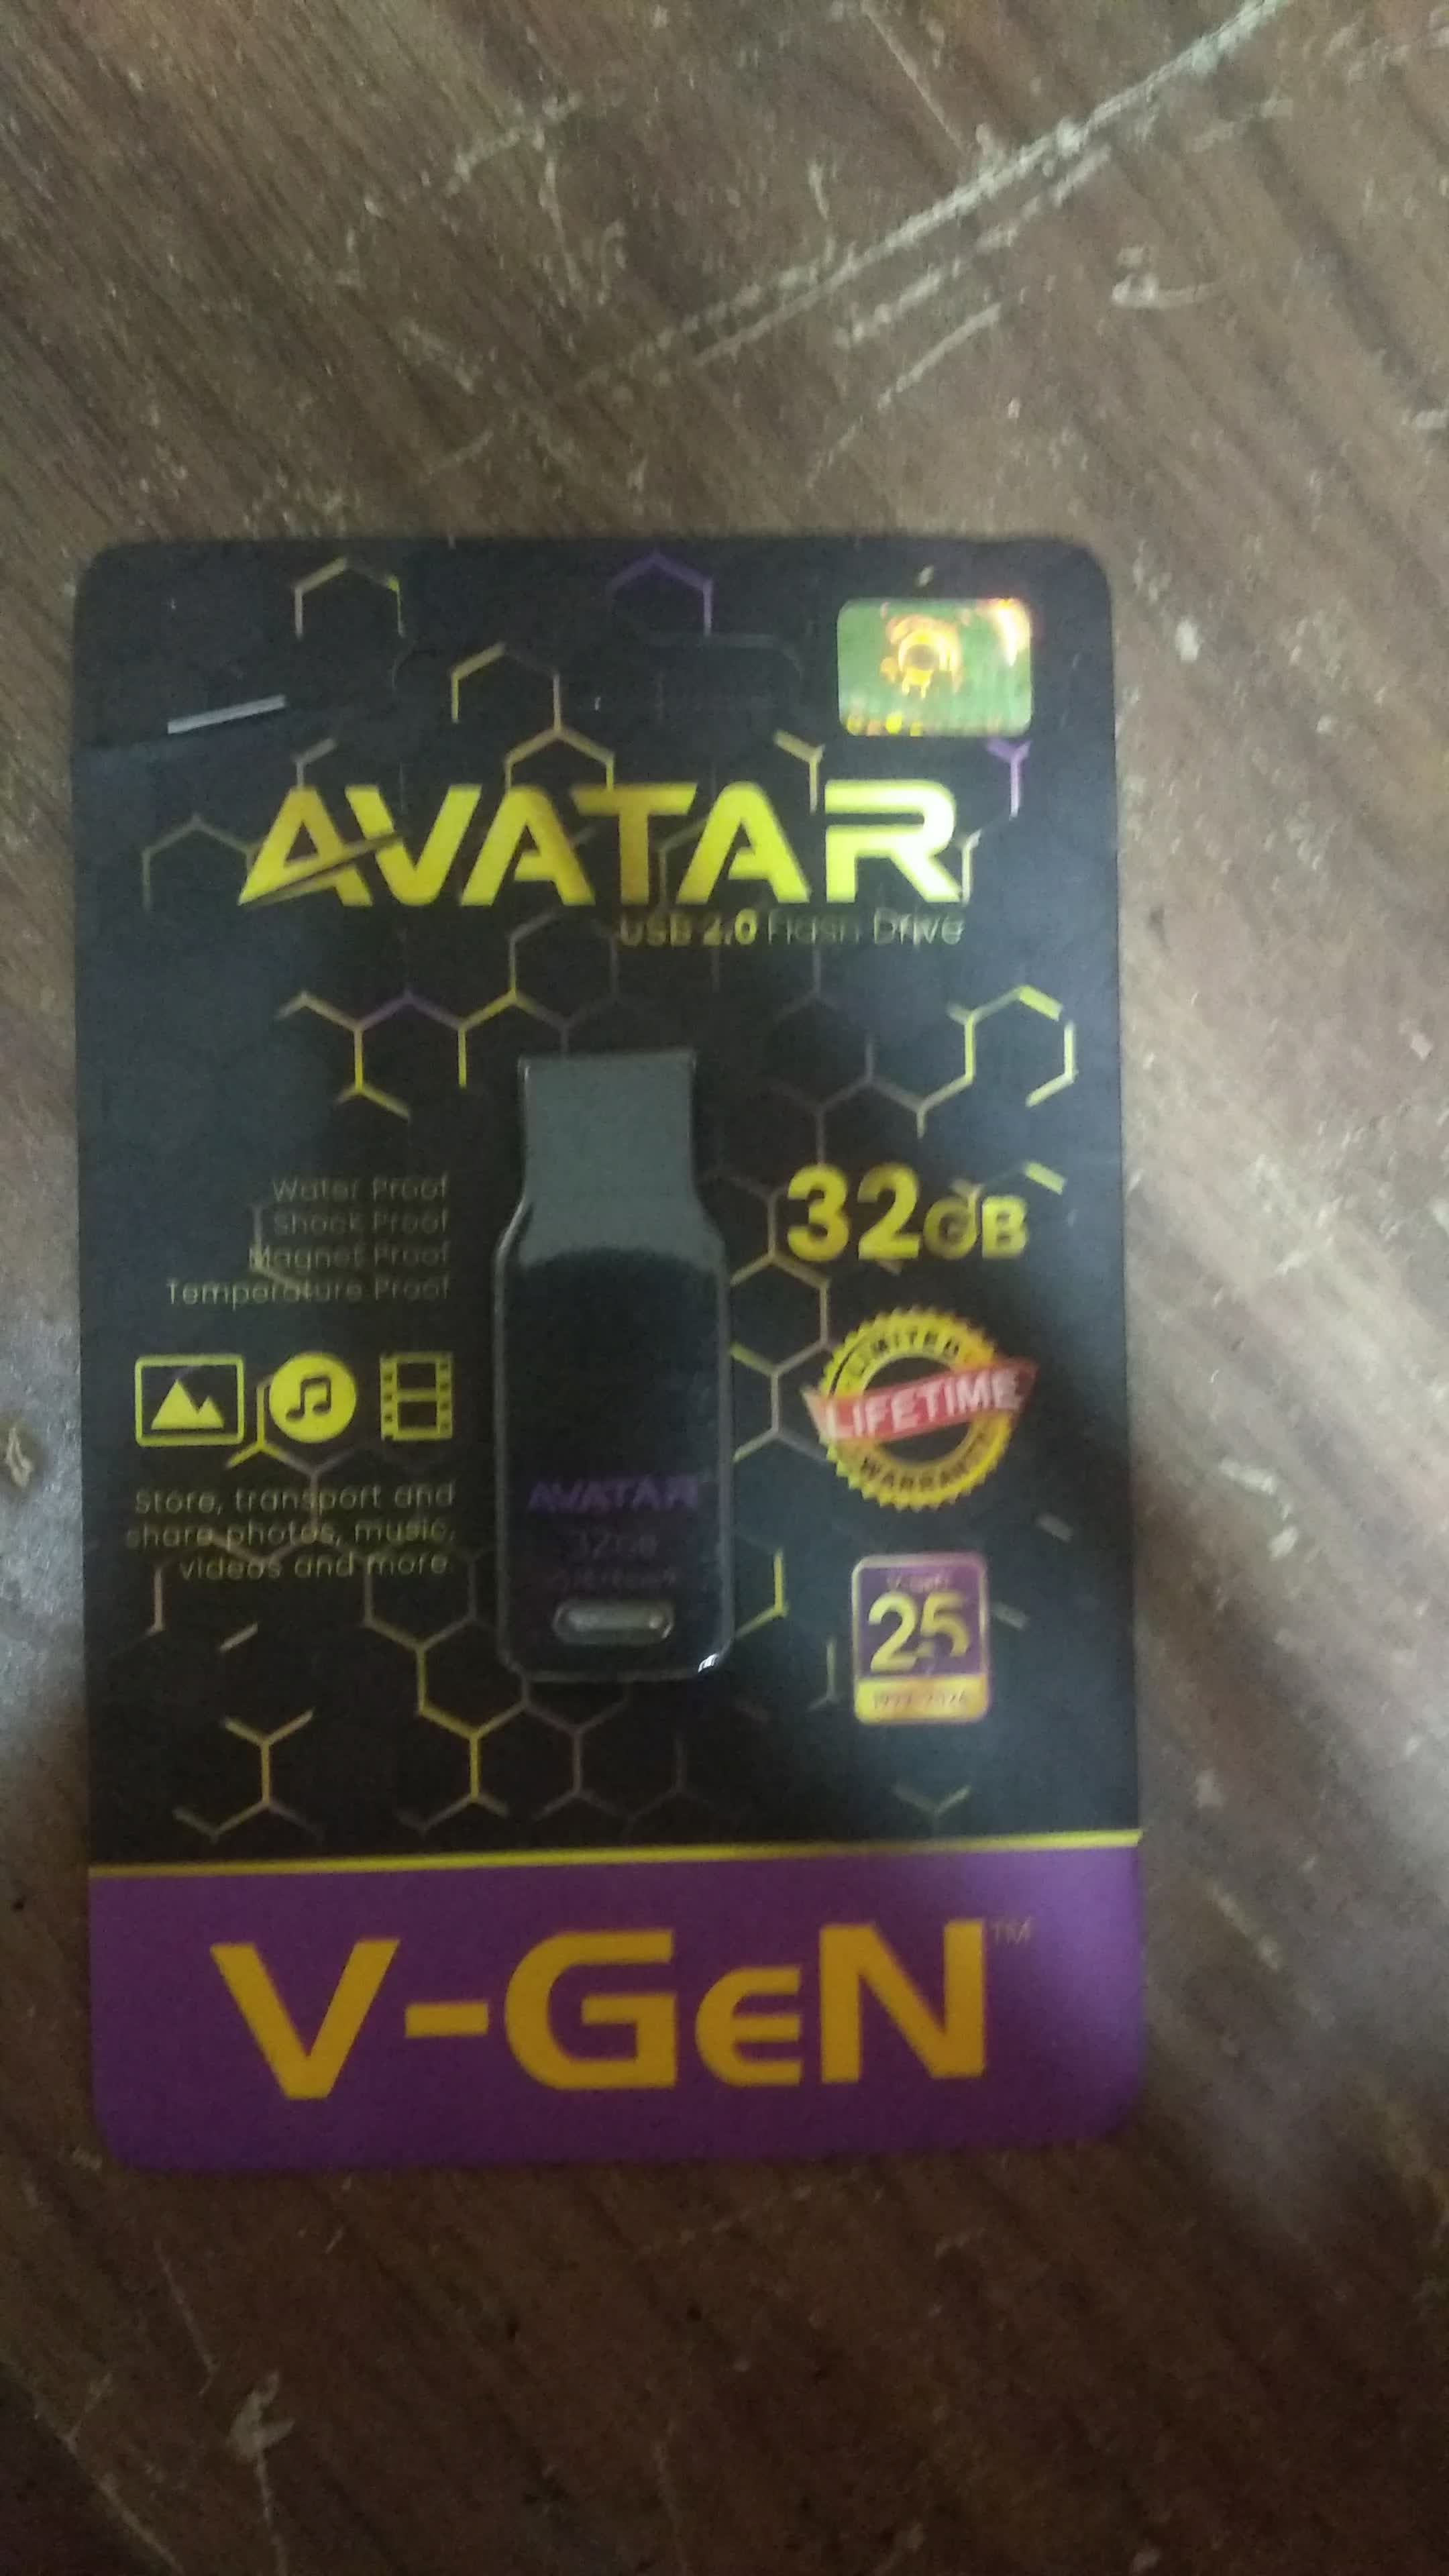 AVATAR
USB 2.0 Flash Drive
Water Proof
Shock Proof
Magnet Proof
Temperature Proof
32GB
LIMITED
LIFETIME
WARRANTY
Store, transport and
share photos, music,
videos and more.
AVATAR
32GB
V-GeN
25
V-GeN™